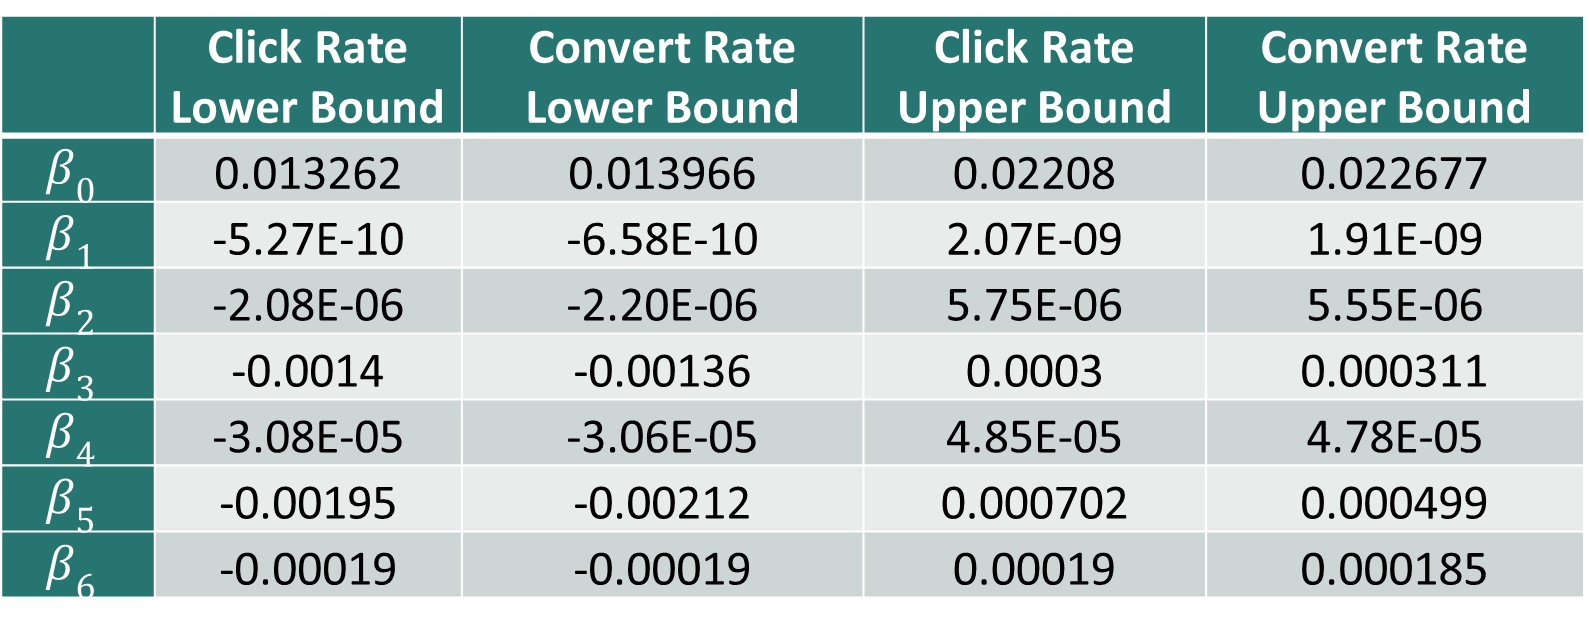 Click Rate Lower Bound Convert Rate Lower Bound Click Rate Upper Bound Convert Rate Upper Bound
β0 0.013262 0.013966 0.02208 0.022677
β1 -5.27E-10 -6.58E-10 2.07E-09 1.91E-09
β2 -2.08E-06 -2.20E-06 5.75E-06 5.55E-06
β3 -0.0014 -0.00136 0.0003 0.000311
β4 -3.08E-05 -3.06E-05 4.85E-05 4.78E-05
β5 -0.00195 -0.00212 0.000702 0.000499
β6 -0.00019 -0.00019 0.00019 0.000185